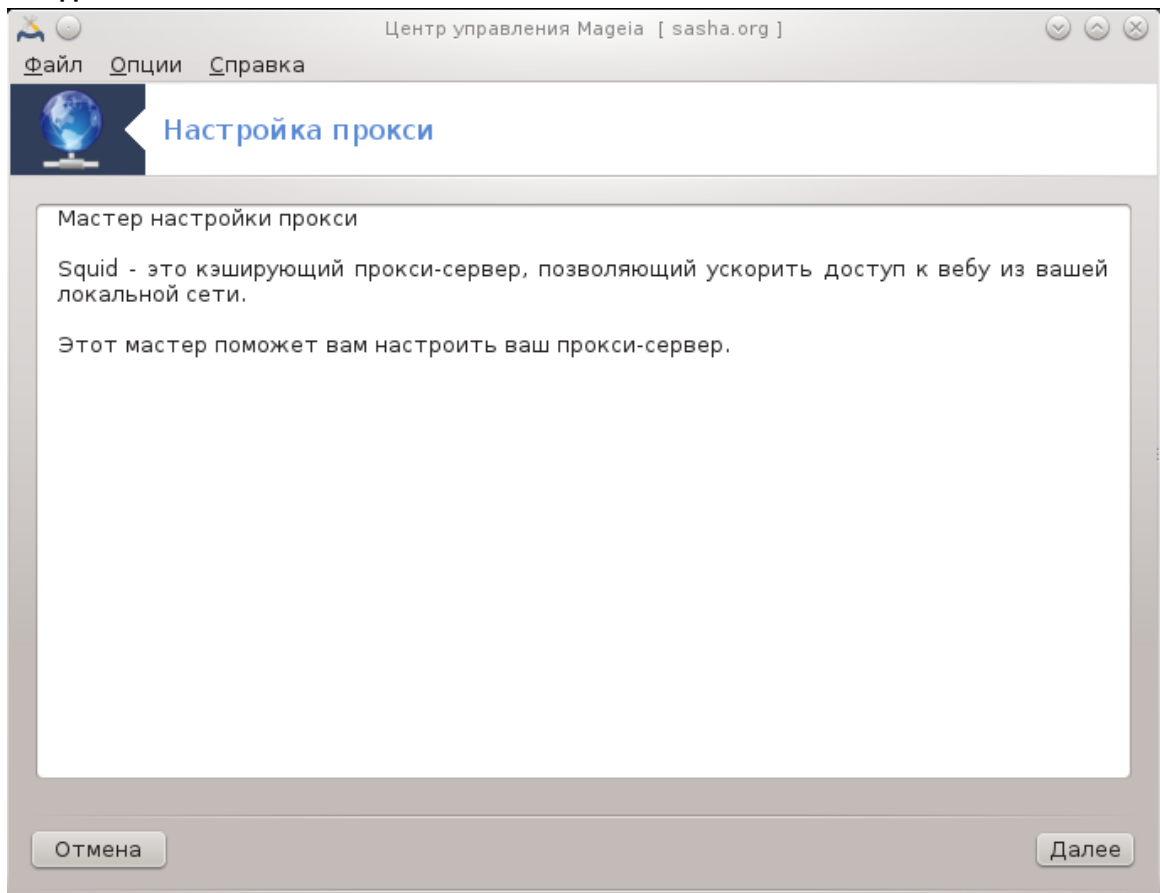 Центр управления Mageia [ sasha.org ]
Файл Опции Справка
Настройка прокси
Мастер настройки прокси
Squid - это кэширующий прокси-сервер, позволяющий ускорить доступ к вебу из вашей
локальной сети.
Этот мастер поможет вам настроить ваш прокси-сервер.
Отмена
Далее